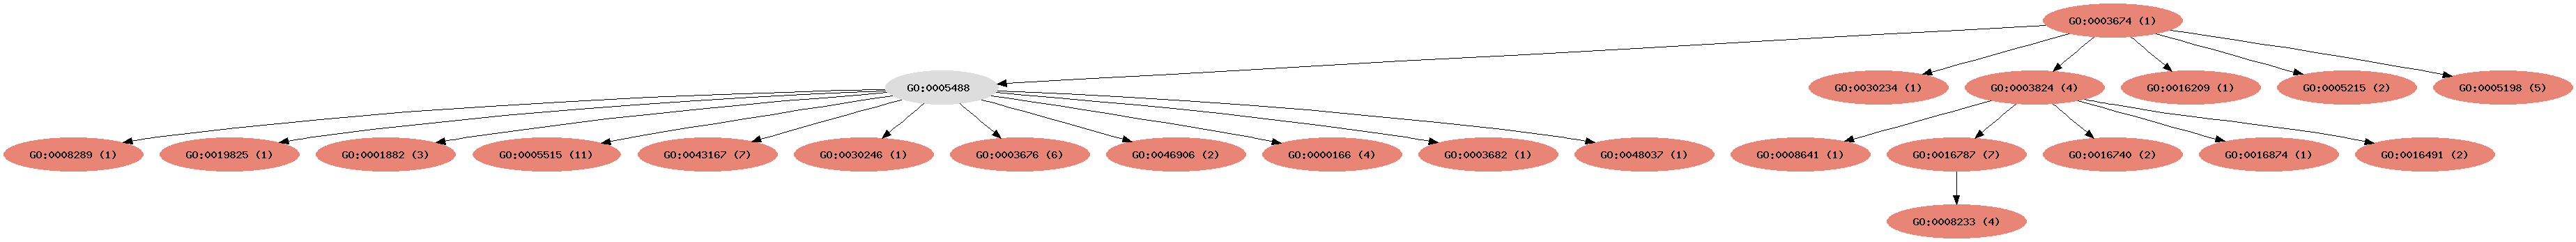 GO:0003674 (1)
GO:0005488
GO:0030234 (1)
GO:0003824 (4)
GO:0016209 (1)
GO:0005215 (2)
GO:0005198 (5)
GO:0008289 (1)
GO:0019825 (1)
GO:0001882 (3)
GO:0005515 (11)
GO:0043167 (7)
GO:0030246 (1)
GO:0003676 (6)
GO:0046906 (2)
GO:0000166 (4)
GO:0003682 (1)
GO:0048037 (1)
GO:0008641 (1)
GO:0016787 (7)
GO:0016740 (2)
GO:0016874 (1)
GO:0016491 (2)
GO:0008233 (4)